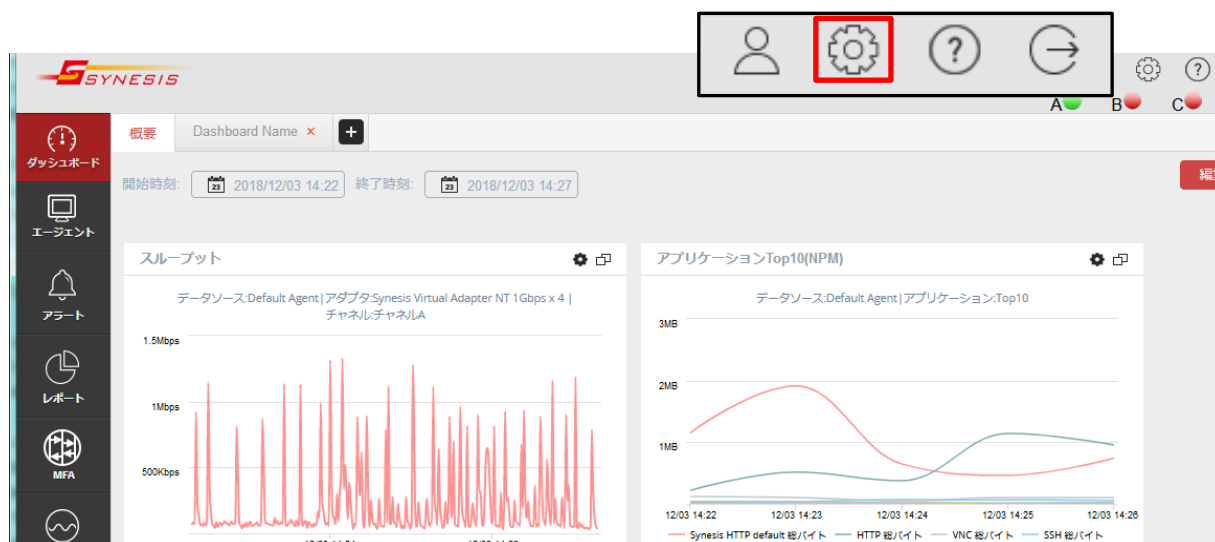 SYNESIS
A B C
概要 Dashboard Name × +
ダッシュボード
開始時刻: 23 2018/12/03 14:22 終了時刻: 23 2018/12/03 14:27
エージェント
スループット
データソース:Default Agent|アダプタ:Synesis Virtual Adapter NT 1Gbps x 4 |
チャネル:チャネルA
1.5Mbps
1Mbps
500Kbps
アプリケーションTop10(NPM)
データソース:Default Agent|アプリケーション:Top10
3MB
2MB
1MB
12/03 14:22 12/03 14:23 12/03 14:24 12/03 14:25 12/03 14:26
Synesis HTTP default 総バイト HTTP 総バイト VNC 総バイト SSH 総バイト
アラート
レポート
MFA